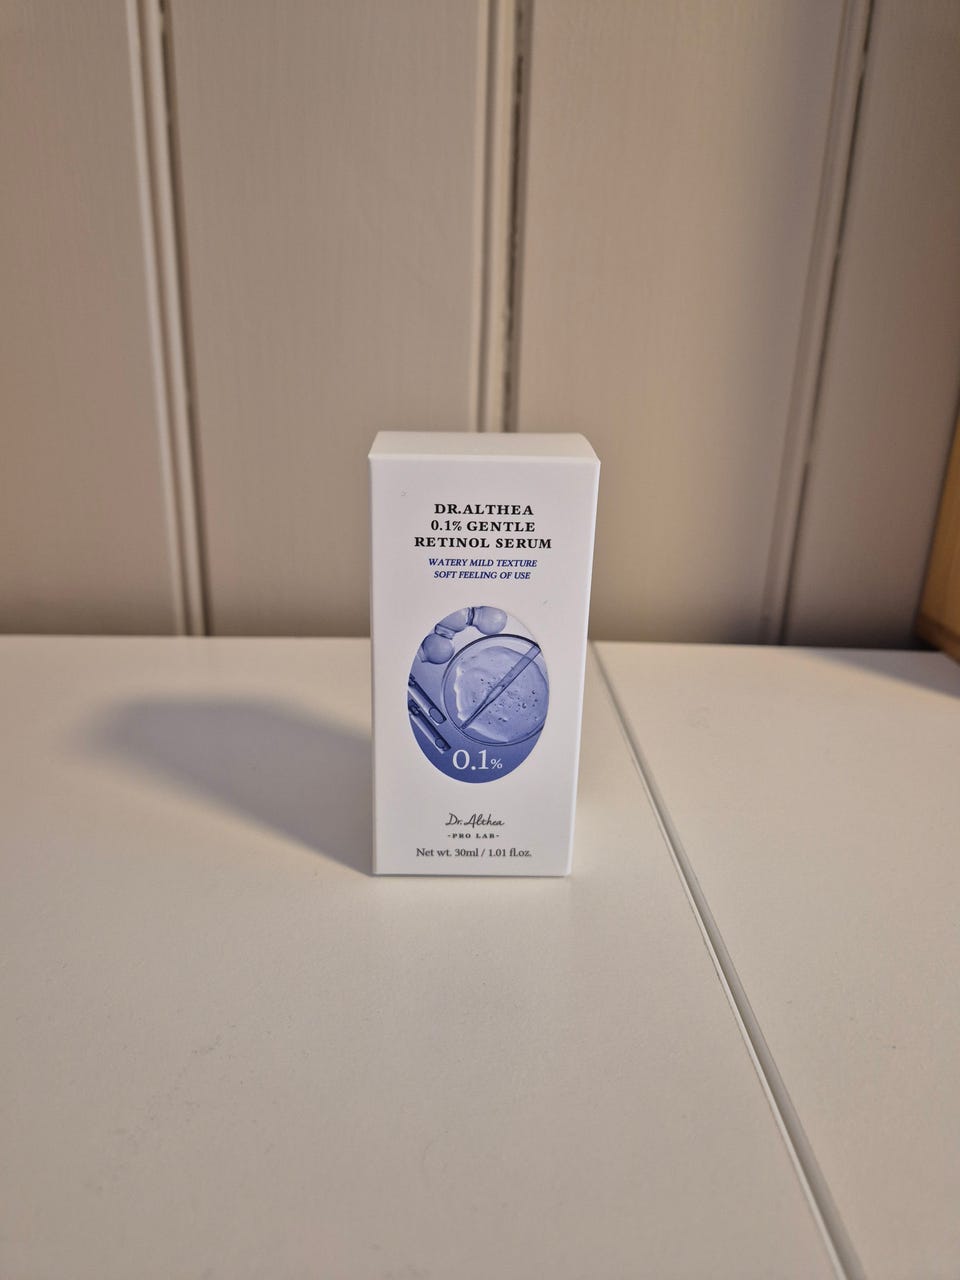 DR.ALTHEA
0.1% GENTLE
RETINOL SERUM
WATERY MILD TEXTURE
SOFT FEELING OF USE
0.1%
Dr. Althea
-PRO LAB-
Net wt. 30ml / 1.01 fl.oz.